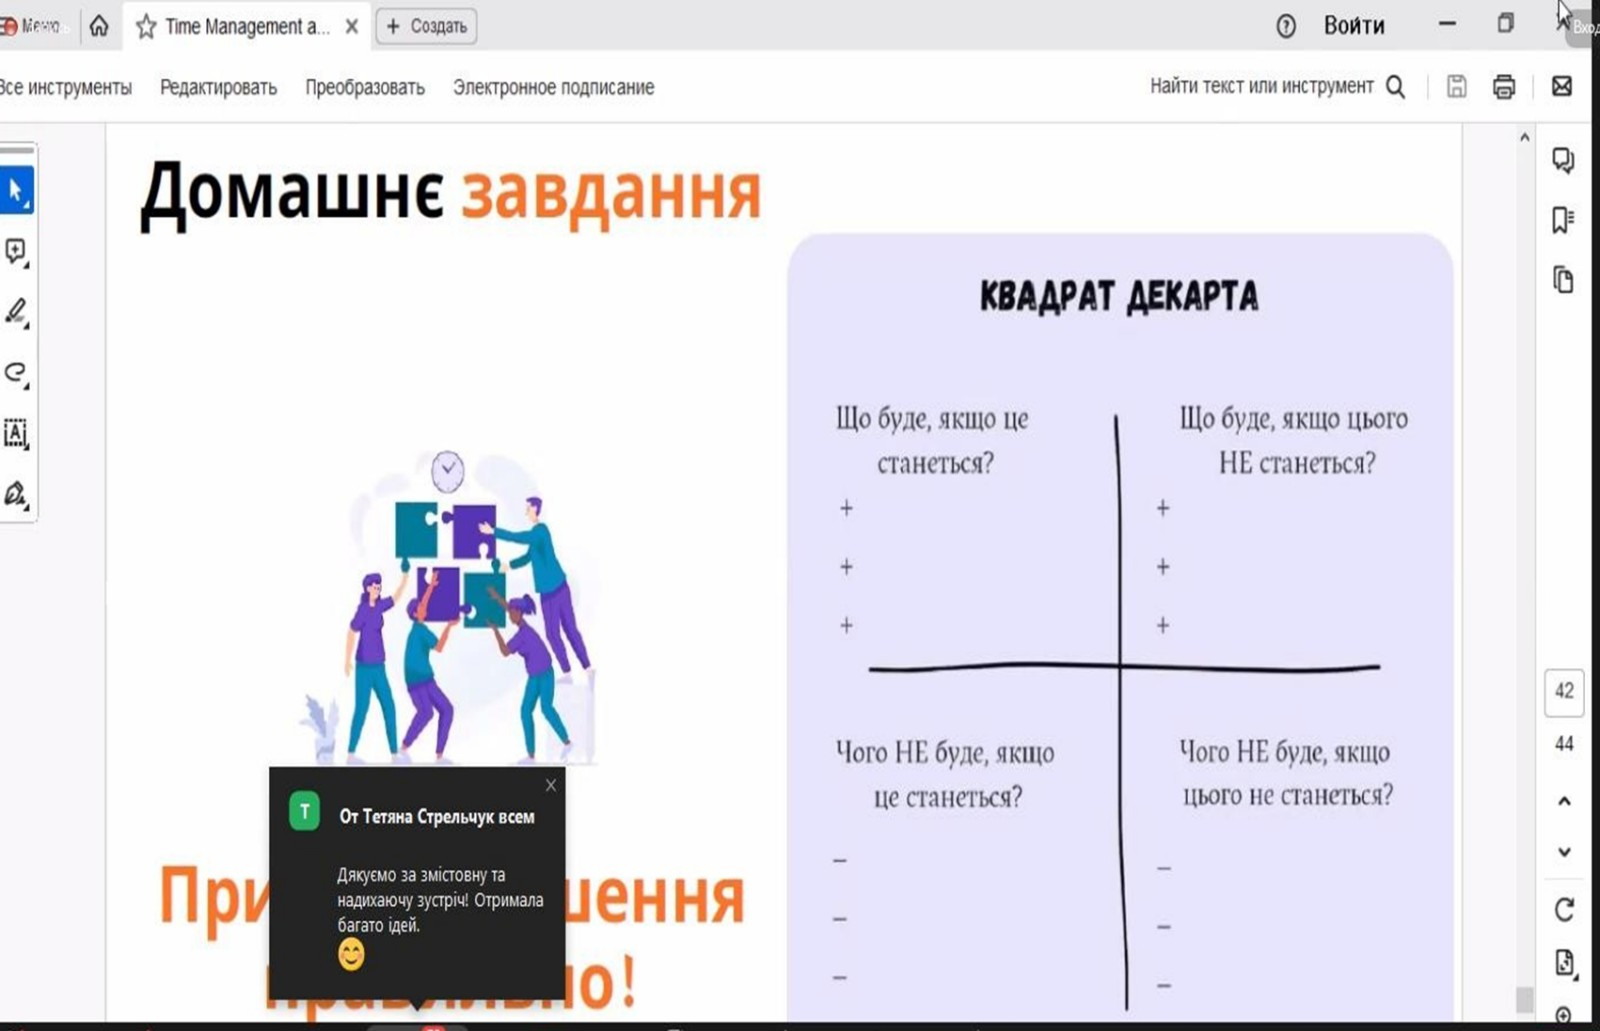 Меню
Time Management a...
+ Создать
Войти
Все инструменты
Редактировать
Преобразовать
Электронное подписание
Найти текст или инструмент
Домашнє завдання
КВАДРАТ ДЕКАРТА
Що буде, якщо це
станеться?
+
+
+
Що буде, якщо цього
НЕ станеться?
+
+
+
Чого НЕ буде, якщо
це станеться?
–
–
–
Чого НЕ буде, якщо
цього не станеться?
–
–
–
Т
От Тетяна Стрельчук всем
Дякуємо за змістовну та
надихаючу зустріч! Отримала
багато ідей.
😊
42
44